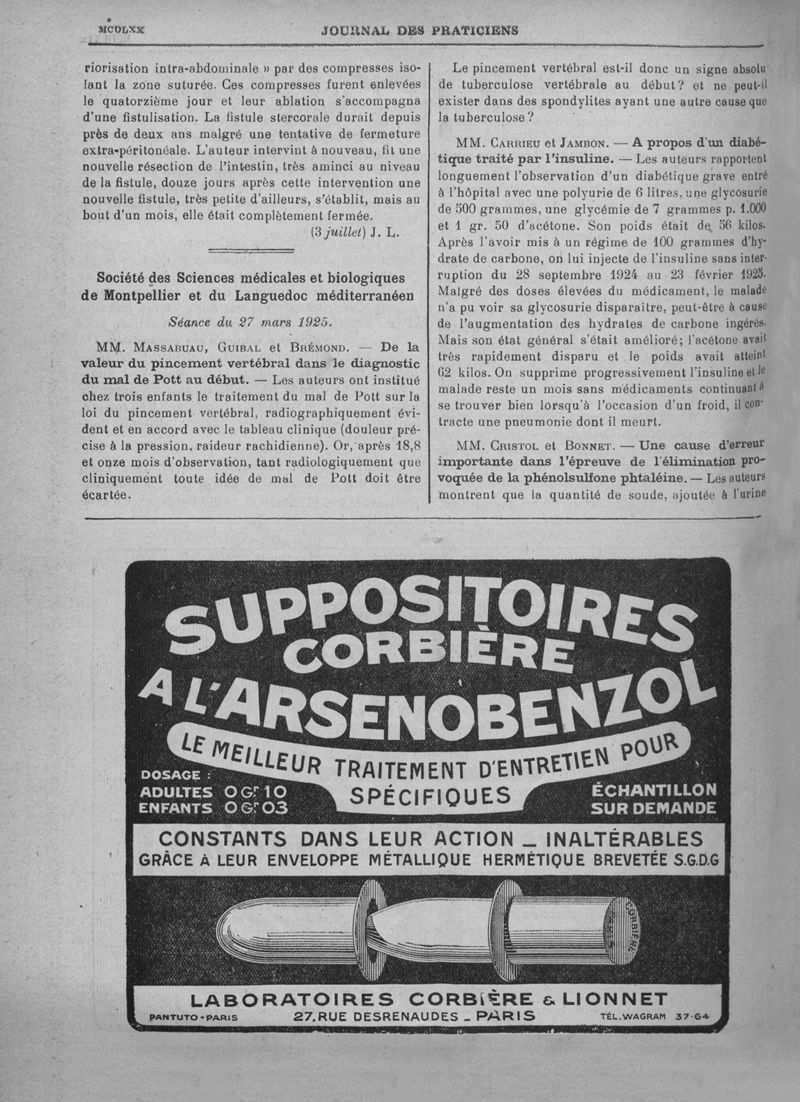 MCDLXX
JOURNAL DES PRATICIENS
riorisation intra-abdominale » par des compresses iso-
lant la zone suturée. Ces compresses furent enlevées
le quatorzième jour et leur ablation s'accompagna
d'une fistulisation. La fistule stercorale durait depuis
près de deux ans malgré une tentative de fermeture
extra-péritonéale. L'auteur intervint à nouveau, fit une
nouvelle résection de l'intestin, très aminci au niveau
de la fistule, douze jours après cette intervention une
nouvelle fistule, très petite d'ailleurs, s'établit, mais au
bout d'un mois, elle était complètement fermée.
(3 juillet) J. L.
Société des Sciences médicales et biologiques
de Montpellier et du Languedoc méditerranéen
Séance du 27 mars 1925.
MM. Massabuau, Guibal et Brémond. — De la
valeur du pincement vertébral dans le diagnostic
du mal de Pott au début. — Les auteurs ont institué
chez trois enfants le traitement du mal de Pott sur la
loi du pincement vertébral, radiographiquement évi-
dent et en accord avec le tableau clinique (douleur pré-
cise à la pression, raideur rachidienne). Or, après 18,8
et onze mois d'observation, tant radiologiquement que
cliniquement toute idée de mal de Pott doit être
écartée.
Le pincement vertébral est-il donc un signe absolu
de tuberculose vertébrale au début? et ne peut-il
exister dans des spondylites ayant une autre cause que
la tuberculose?
MM. Carrieu et Jambon. — A propos d'un diabé-
tique traité par l'insuline. — Les auteurs rapportent
longuement l'observation d'un diabétique grave entré
à l'hôpital avec une polyurie de 6 litres, une glycosurie
de 500 grammes, une glycémie de 7 grammes p. 1.000
et 1 gr. 50 d'acétone. Son poids était de 56 kilos.
Après l'avoir mis à un régime de 100 grammes d'hy-
drate de carbone, on lui injecte de l'insuline sans inter-
ruption du 28 septembre 1924 au 23 février 1925.
Malgré des doses élevées du médicament, le malade
n'a pu voir sa glycosurie disparaitre, peut-être à cause
de l'augmentation des hydrates de carbone ingérés.
Mais son état général s'était amélioré; l'acétone avait
très rapidement disparu et le poids avait atteint
62 kilos. On supprime progressivement l'insuline et le
malade reste un mois sans médicaments continuant à
se trouver bien lorsqu'à l'occasion d'un froid, il con-
tracte une pneumonie dont il meurt.
MM. Cristol et Bonnet. — Une cause d'erreur
importante dans l'épreuve de l'élimination pro-
voquée de la phénolsulfone phtaléine. — Les auteurs
montrent que la quantité de soude, ajoutée à l'urine
SUPPOSITOIRES
CORBIÈRE
A L'ARSENOBENZOL
LE MEILLEUR TRAITEMENT D'ENTRETIEN POUR
SPÉCIFIQUES
DOSAGE :
ADULTES 0 Gr 10
ENFANTS 0 Gr 03
ÉCHANTILLON
SUR DEMANDE
CONSTANTS DANS LEUR ACTION _ INALTÉRABLES
GRÂCE A LEUR ENVELOPPE MÉTALLIQUE HERMÉTIQUE BREVETÉE S.G.D.G
CORBIÈRE
PARIS
LABORATOIRES CORBIÈRE & LIONNET
PANTUTO - PARIS
27, RUE DESRENAUDES _ PARIS
TÉL. WAGRAM 37-64